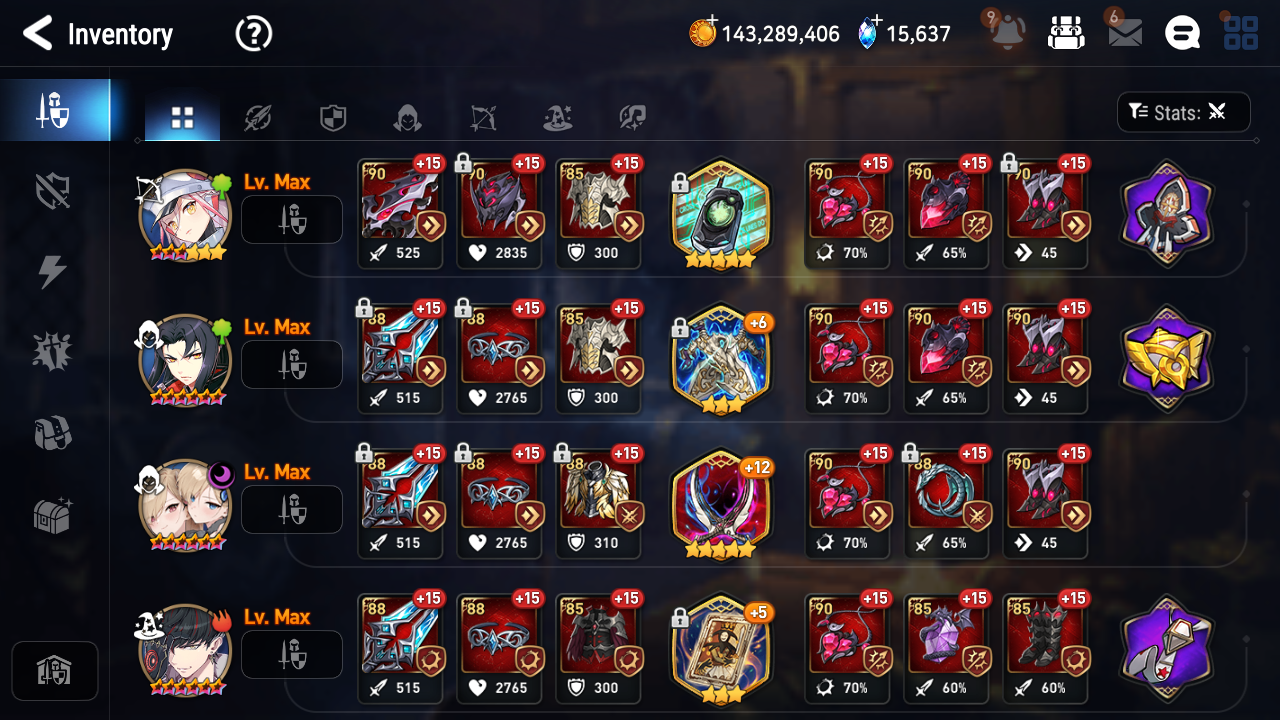 Inventory ? 143,289,406 15,637 9 6
Stats:
Lv. Max
90 +15 90 +15 85 +15 90 +15 90 +15 90 +15
525 2835 300 70% 65% 45
Lv. Max
88 +15 88 +15 85 +15 +6 90 +15 90 +15 90 +15
515 2765 300 70% 65% 45
Lv. Max
88 +15 88 +15 88 +15 +12 90 +15 90 +15 90 +15
515 2765 310 70% 65% 45
Lv. Max
88 +15 88 +15 85 +15 +5 90 +15 85 +15 85 +15
515 2765 300 70% 60% 60%